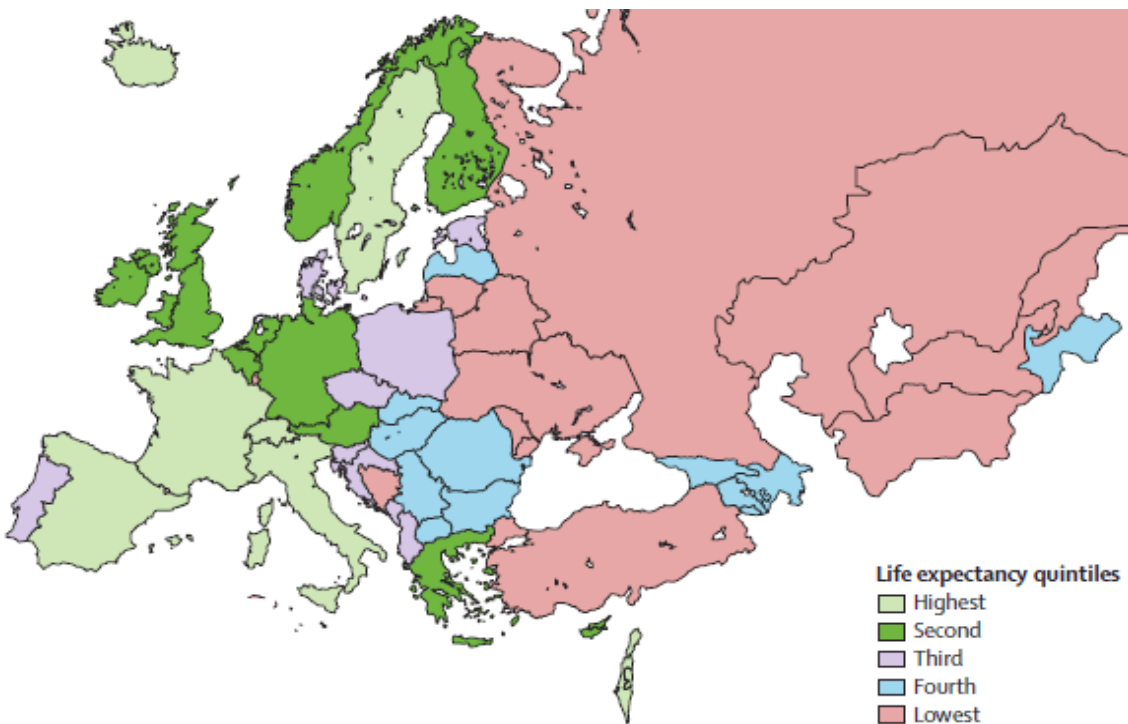 Life expectancy quintiles
Highest
Second
Third
Fourth
Lowest